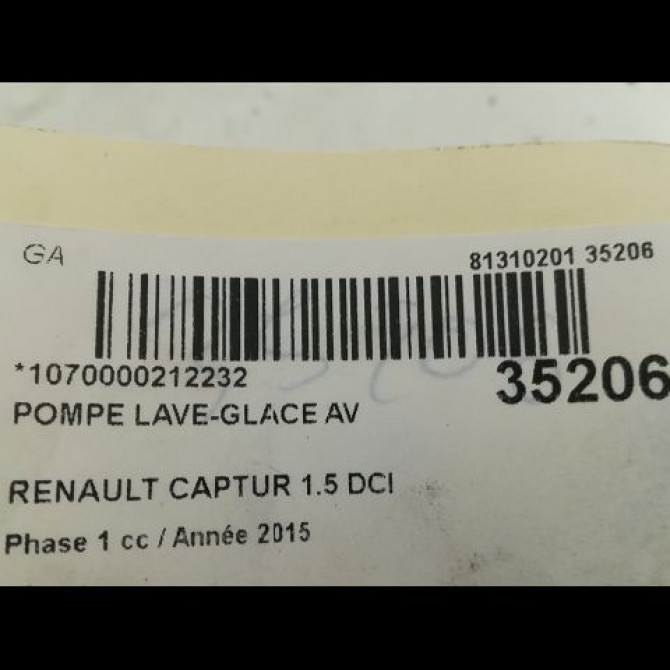 GA
81310201 35206
*1070000212232
35206
POMPE LAVE-GLACE AV
RENAULT CAPTUR 1.5 DCI
Phase 1 cc / Année 2015